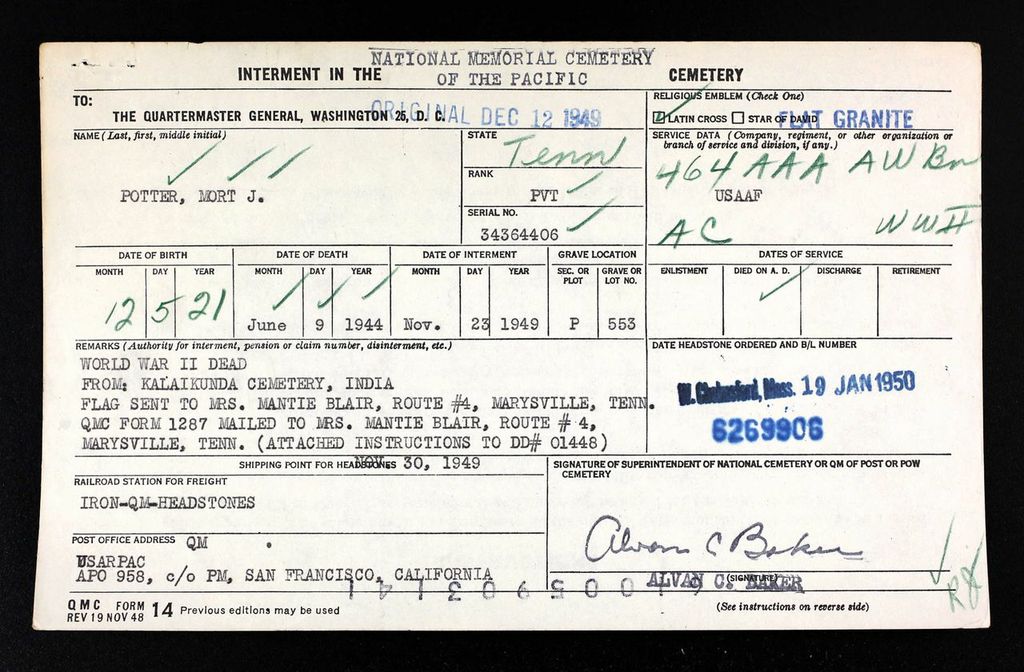 NATIONAL MEMORIAL CEMETERY
INTERMENT IN THE OF THE PACIFIC CEMETERY
TO:
THE QUARTERMASTER GENERAL, WASHINGTON 25, D. C.
ORIGINAL DEC 12 1949
RELIGIOUS EMBLEM (Check One)
LATIN CROSS STAR OF DAVID
FLAT GRANITE
NAME (Last, first, middle initial)
POTTER, MORT J.
STATE
Tenn
RANK
PVT
SERIAL NO.
34364406
SERVICE DATA (Company, regiment, or other organization or
branch of service and division, if any.)
464 AAA AW Bn
USAAF
AC WW II
DATE OF BIRTH DATE OF DEATH DATE OF INTERMENT GRAVE LOCATION DATES OF SERVICE
MONTH DAY YEAR MONTH DAY YEAR MONTH DAY YEAR SEC. OR PLOT GRAVE OR LOT NO. ENLISTMENT DIED ON A. D. DISCHARGE RETIREMENT
12 5 21 June 9 1944 Nov. 23 1949 P 553
REMARKS (Authority for interment, pension or claim number, disinterment, etc.)
WORLD WAR II DEAD
FROM: KALAIKUNDA CEMETERY, INDIA
FLAG SENT TO MRS. MANTIE BLAIR, ROUTE #4, MARYSVILLE, TENN.
QMC FORM 1287 MAILED TO MRS. MANTIE BLAIR, ROUTE # 4,
MARYSVILLE, TENN. (ATTACHED INSTRUCTIONS TO DD# 01448)
NOV. 30, 1949
DATE HEADSTONE ORDERED AND B/L NUMBER
W. Chelmsford, Mass. 19 JAN 1950
6269906
SHIPPING POINT FOR HEADSTONES
RAILROAD STATION FOR FREIGHT
IRON-QM-HEADSTONES
POST OFFICE ADDRESS QM
USARPAC
APO 958, c/o PM, SAN FRANCISCO, CALIFORNIA
SIGNATURE OF SUPERINTENDENT OF NATIONAL CEMETERY OR QM OF POST OR POW
CEMETERY
Alvan C Baker
ALVAN C. BAKER
(SIGNATURE)
QMC FORM
REV 19 NOV 48 14 Previous editions may be used
(See instructions on reverse side)